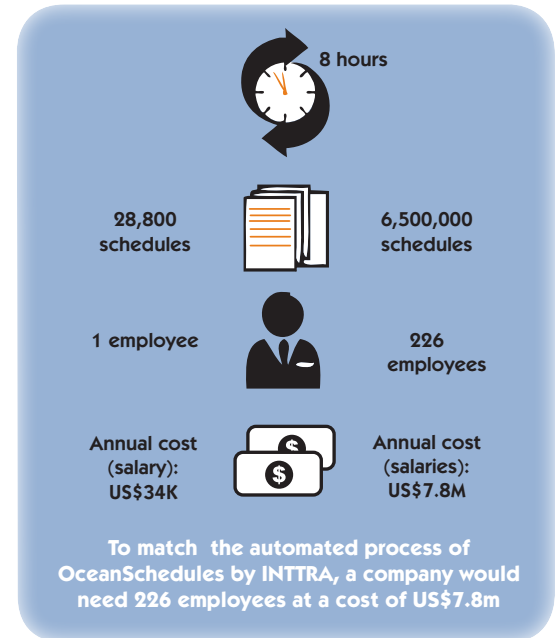 8 hours
28,800
schedules
6,500,000
schedules
1 employee
226
employees
Annual cost
(salary):
US$34K
$
$
Annual cost
(salaries):
US$7.8M
To match the automated process of
OceanSchedules by INTTRA, a company would
need 226 employees at a cost of US$7.8m